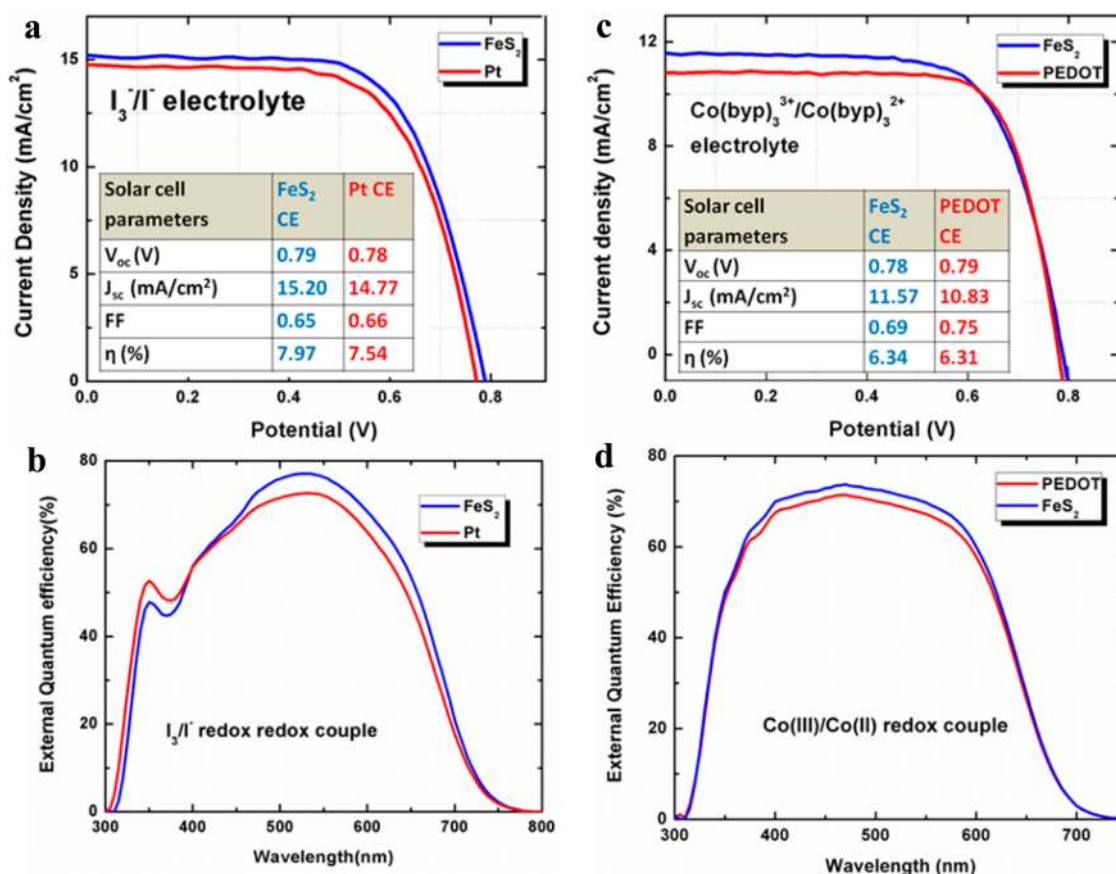 a
Current Density (mA/cm²)
15
10
5
0
FeS₂
Pt
I₃⁻/I⁻ electrolyte
Solar cell parameters FeS₂ CE Pt CE
V_oc (V) 0.79 0.78
J_sc (mA/cm²) 15.20 14.77
FF 0.65 0.66
η (%) 7.97 7.54
0.0 0.2 0.4 0.6 0.8
Potential (V)
c
Current density (mA/cm²)
12
8
4
0
FeS₂
PEDOT
Co(byp)₃³⁺/Co(byp)₃²⁺
electrolyte
Solar cell parameters FeS₂ CE PEDOT CE
V_oc (V) 0.78 0.79
J_sc (mA/cm²) 11.57 10.83
FF 0.69 0.75
η (%) 6.34 6.31
0.0 0.2 0.4 0.6 0.8
Potential (V)
b
External Quantum efficiency(%)
80
60
40
20
0
FeS₂
Pt
I₃/I⁻ redox redox couple
300 400 500 600 700 800
Wavelength(nm)
d
External Quantum Efficiency (%)
80
60
40
20
0
PEDOT
FeS₂
Co(III)/Co(II) redox couple
300 400 500 600 700
Wavelength (nm)